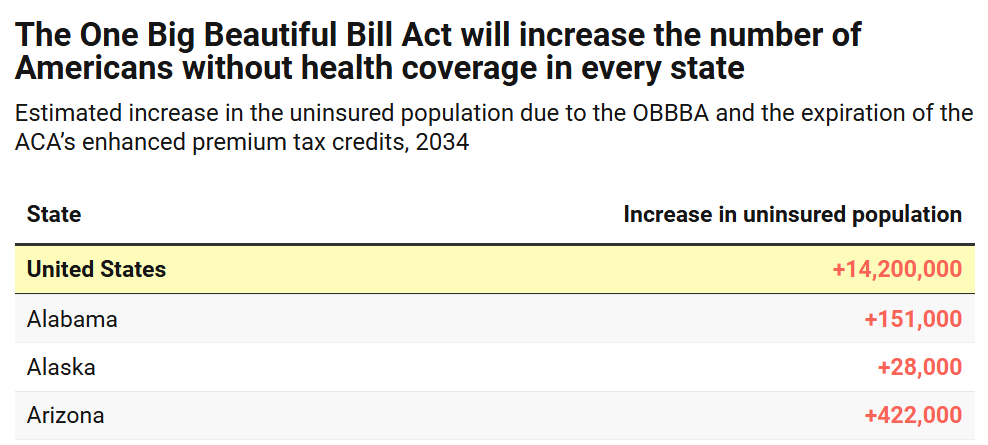 The One Big Beautiful Bill Act will increase the number of
Americans without health coverage in every state
Estimated increase in the uninsured population due to the OBBBA and the expiration of the
ACA’s enhanced premium tax credits, 2034
State Increase in uninsured population
United States +14,200,000
Alabama +151,000
Alaska +28,000
Arizona +422,000